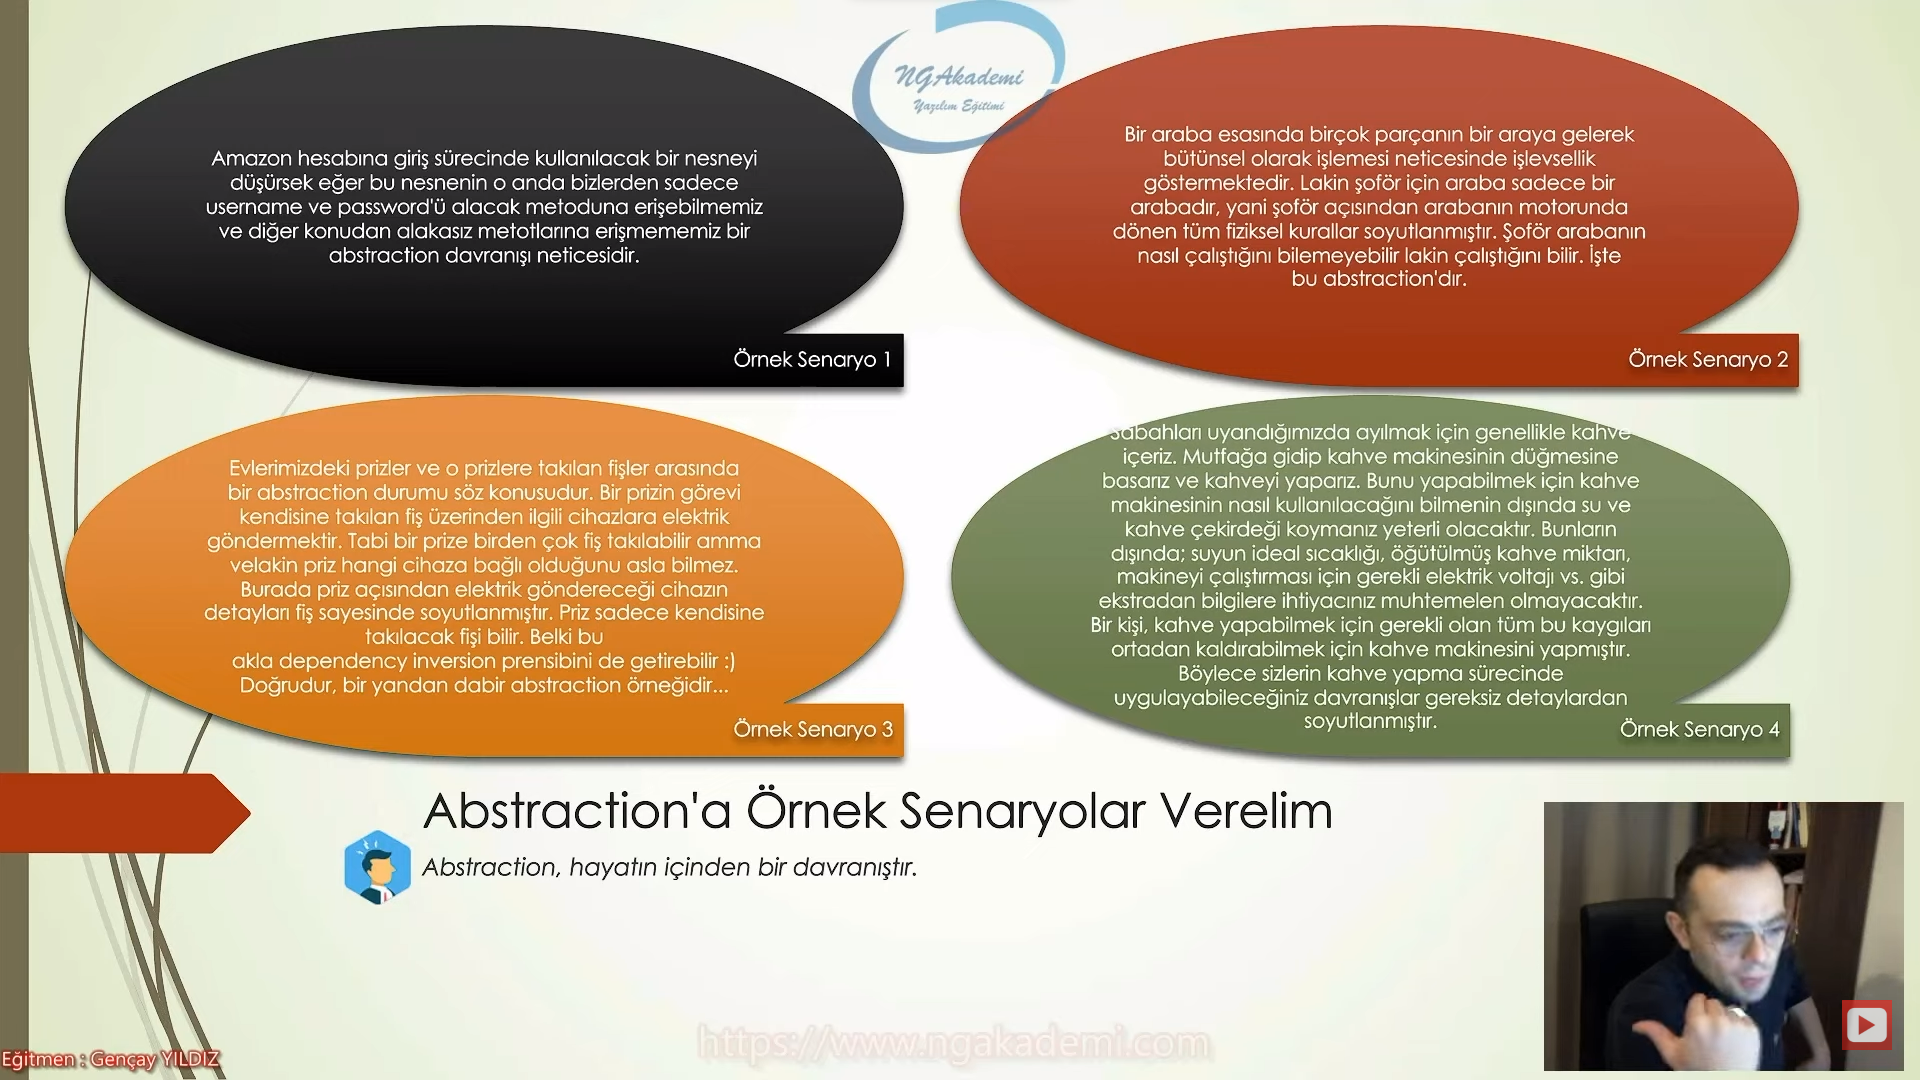 NGAkademi
Yazılım Eğitimi
Amazon hesabına giriş sürecinde kullanılacak bir nesneyi
düşürsek eğer bu nesnenin o anda bizlerden sadece
username ve password'ü alacak metoduna erişebilmemiz
ve diğer konudan alakasız metotlarına erişmememiz bir
abstraction davranışı neticesidir.
Örnek Senaryo 1
Bir araba esasında birçok parçanın bir araya gelerek
bütünsel olarak işlemesi neticesinde işlevsellik
göstermektedir. Lakin şoför için araba sadece bir
arabadır, yani şoför açısından arabanın motorunda
dönen tüm fiziksel kurallar soyutlanmıştır. Şoför arabanın
nasıl çalıştığını bilemeyebilir lakin çalıştığını bilir. İşte
bu abstraction'dır.
Örnek Senaryo 2
Evlerimizdeki prizler ve o prizlere takılan fişler arasında
bir abstraction durumu söz konusudur. Bir prizin görevi
kendisine takılan fiş üzerinden ilgili cihazlara elektrik
göndermektir. Tabi bir prize birden çok fiş takılabilir amma
velakin priz hangi cihaza bağlı olduğunu asla bilmez.
Burada priz açısından elektrik göndereceği cihazın
detayları fiş sayesinde soyutlanmıştır. Priz sadece kendisine
takılacak fişi bilir. Belki bu
akla dependency inversion prensibini de getirebilir :)
Doğrudur, bir yandan dabir abstraction örneğidir...
Örnek Senaryo 3
Sabahları uyandığımızda ayılmak için genellikle kahve
içeriz. Mutfağa gidip kahve makinesinin düğmesine
basarız ve kahveyi yaparız. Bunu yapabilmek için kahve
makinesinin nasıl kullanılacağını bilmenin dışında su ve
kahve çekirdeği koymanız yeterli olacaktır. Bunların
dışında; suyun ideal sıcaklığı, öğütülmüş kahve miktarı,
makineyi çalıştırması için gerekli elektrik voltajı vs. gibi
ekstradan bilgilere ihtiyacınız muhtemelen olmayacaktır.
Bir kişi, kahve yapabilmek için gerekli olan tüm bu kaygıları
ortadan kaldırabilmek için kahve makinesini yapmıştır.
Böylece sizlerin kahve yapma sürecinde
uygulayabileceğiniz davranışlar gereksiz detaylardan
soyutlanmıştır.
Örnek Senaryo 4
Abstraction'a Örnek Senaryolar Verelim
Abstraction, hayatın içinden bir davranıştır.
https://www.ngakademi.com
Eğitmen : Gençay YILDIZ